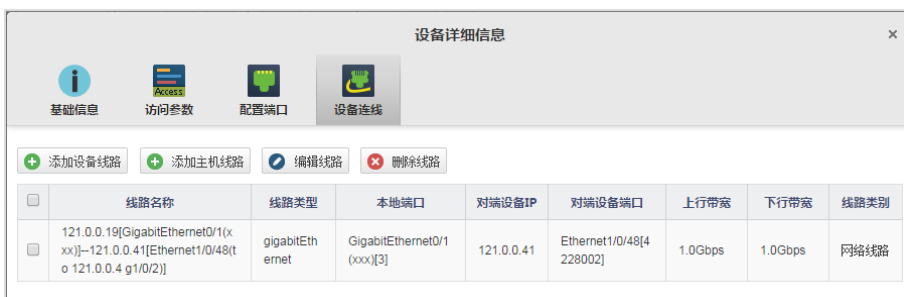 设备详细信息
×
Access
基础信息 访问参数 配置端口 设备连线
添加设备线路 添加主机线路 编辑线路 删除线路
线路名称 线路类型 本地端口 对端设备IP 对端设备端口 上行带宽 下行带宽 线路类别
121.0.0.19[GigabitEthernet0/1(x
xx)]--121.0.0.41[Ethernet1/0/48(t
o 121.0.0.4 g1/0/2)]
gigabitEth
ernet
GigabitEthernet0/1
(xxx)[3]
121.0.0.41
Ethernet1/0/48[4
228002]
1.0Gbps
1.0Gbps
网络线路